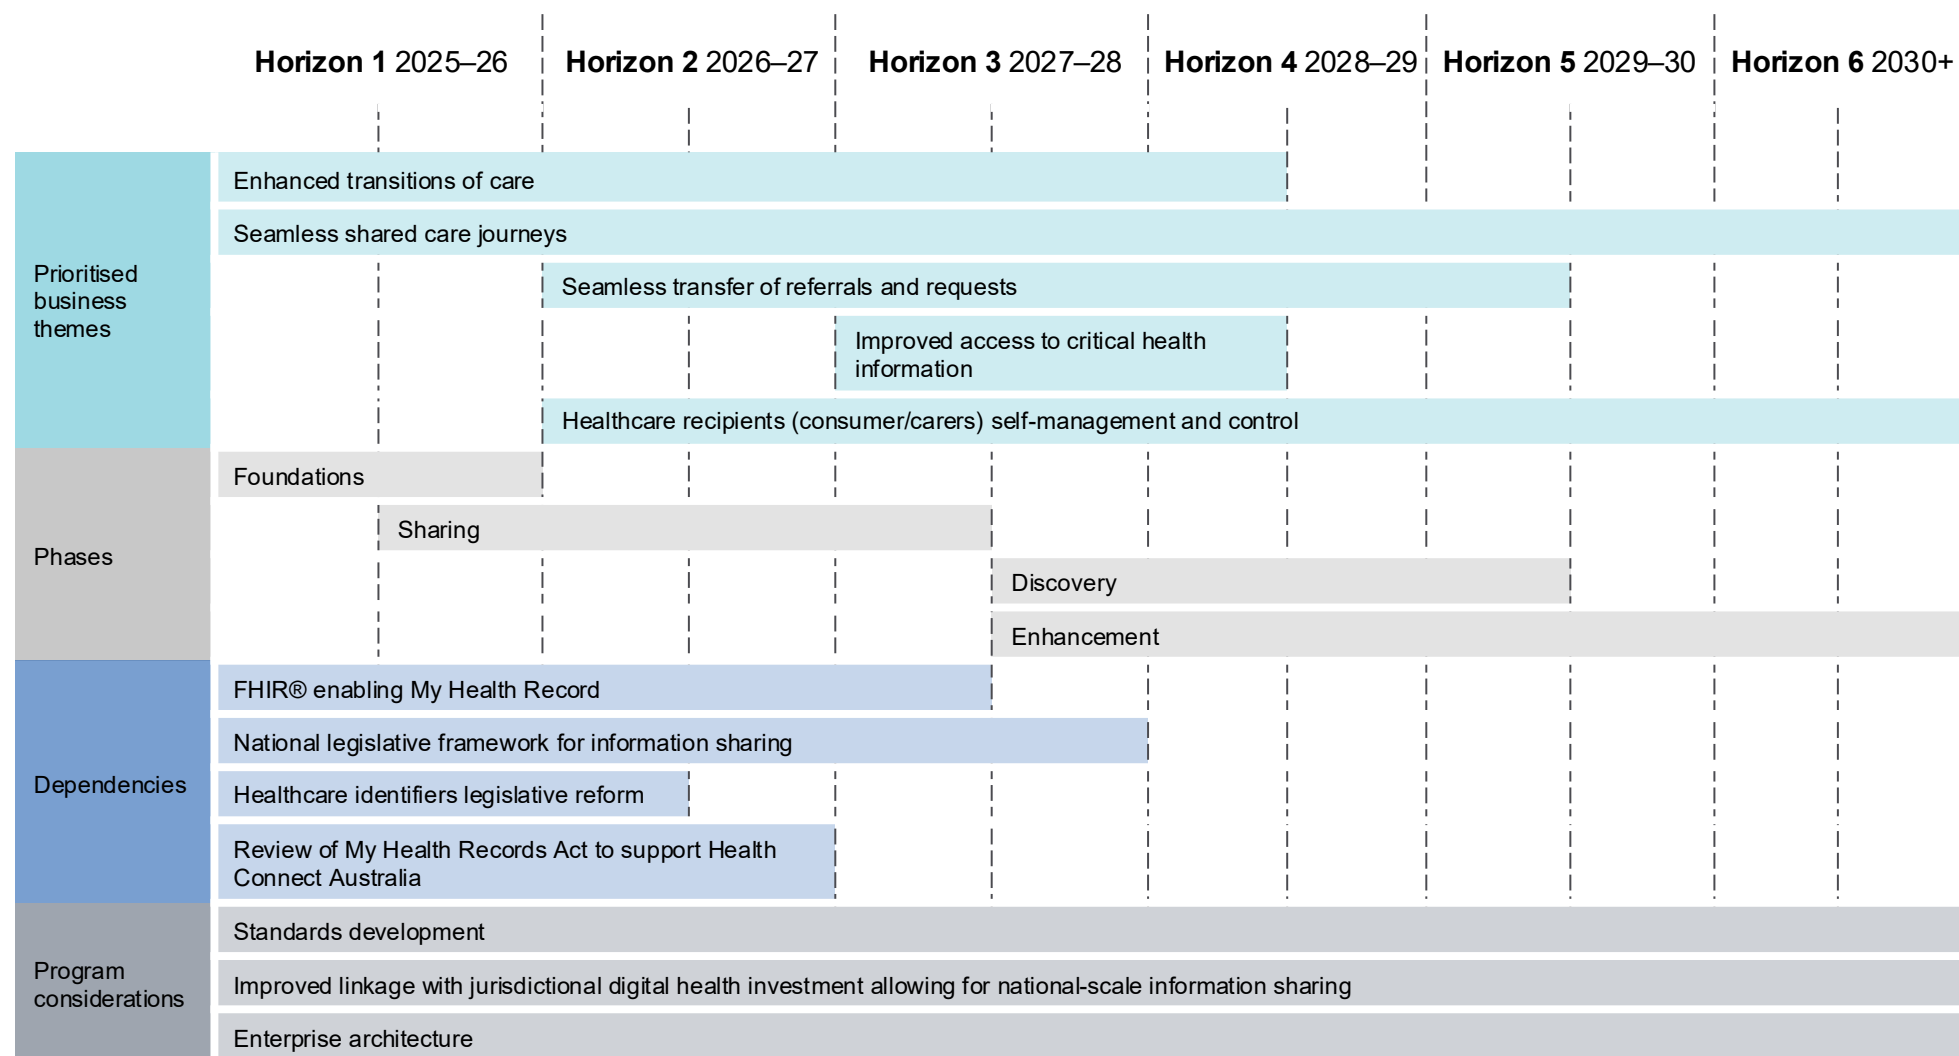 Horizon 1 2025–26
Horizon 2 2026–27
Horizon 3 2027–28
Horizon 4 2028–29
Horizon 5 2029–30
Horizon 6 2030+
Prioritised
business
themes
Enhanced transitions of care
Seamless shared care journeys
Seamless transfer of referrals and requests
Improved access to critical health
information
Healthcare recipients (consumer/carers) self-management and control
Phases
Foundations
Sharing
Discovery
Enhancement
Dependencies
FHIR® enabling My Health Record
National legislative framework for information sharing
Healthcare identifiers legislative reform
Review of My Health Records Act to support Health
Connect Australia
Program
considerations
Standards development
Improved linkage with jurisdictional digital health investment allowing for national-scale information sharing
Enterprise architecture